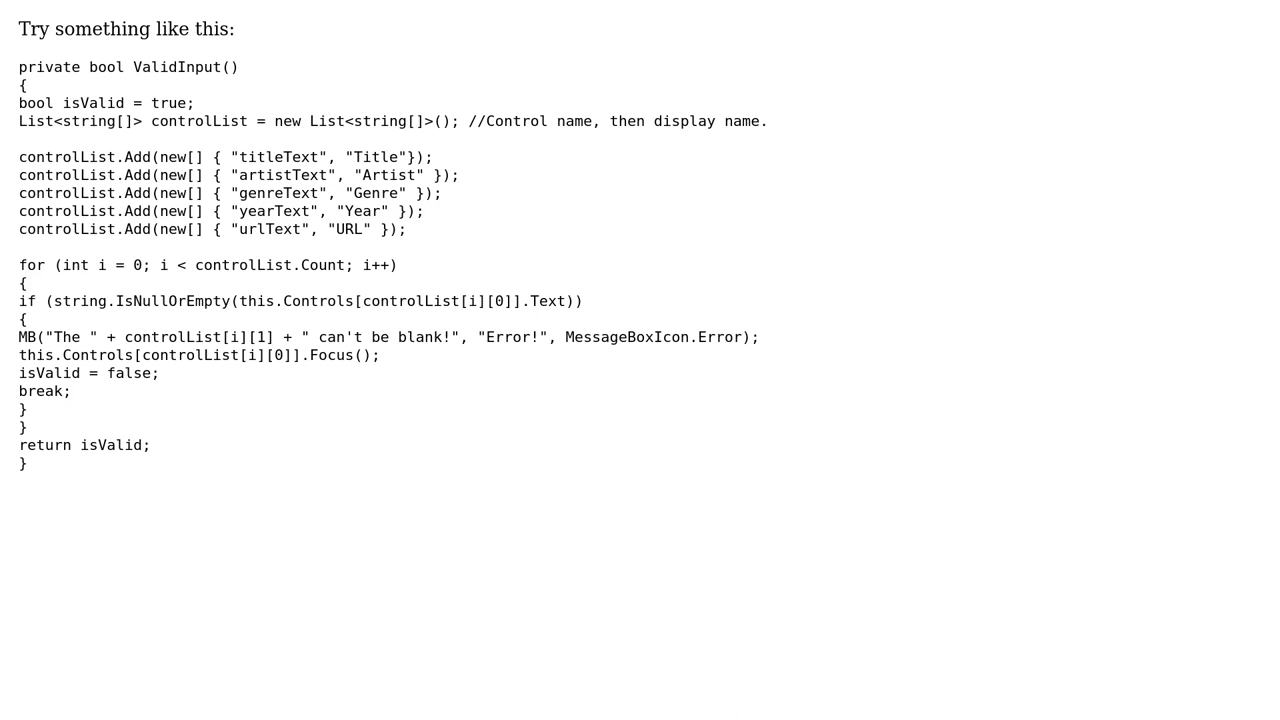 Try something like this:
private bool ValidInput()
{
bool isValid = true;
List<string[]> controlList = new List<string[]>(); //Control name, then display name.
controlList.Add(new[] { "titleText", "Title"});
controlList.Add(new[] { "artistText", "Artist" });
controlList.Add(new[] { "genreText", "Genre" });
controlList.Add(new[] { "yearText", "Year" });
controlList.Add(new[] { "urlText", "URL" });
for (int i = 0; i < controlList.Count; i++)
{
if (string.IsNullOrEmpty(this.Controls[controlList[i][0]].Text))
{
MB("The " + controlList[i][1] + " can't be blank!", "Error!", MessageBoxIcon.Error);
this.Controls[controlList[i][0]].Focus();
isValid = false;
break;
}
}
return isValid;
}